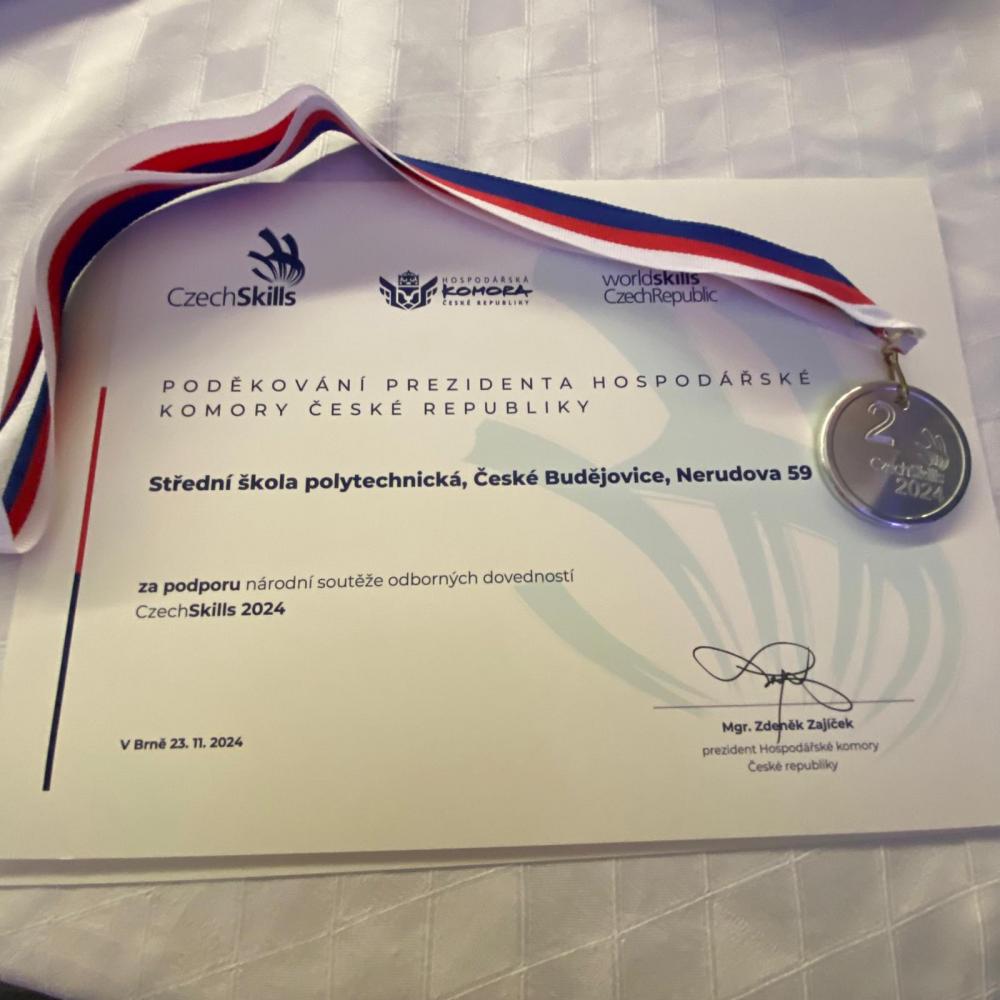 CzechSkills
HOSPODÁŘSKÁ
KOMORA
ČESKÉ REPUBLIKY
worldskills
CzechRepublic
PODĚKOVÁNÍ PREZIDENTA HOSPODÁŘSKÉ
KOMORY ČESKÉ REPUBLIKY
Střední škola polytechnická, České Budějovice, Nerudova 59
2
CzechSkills
2024
za podporu národní soutěže odborných dovedností
CzechSkills 2024
V Brně 23. 11. 2024
Mgr. Zdeněk Zajíček
prezident Hospodářské komory
České republiky